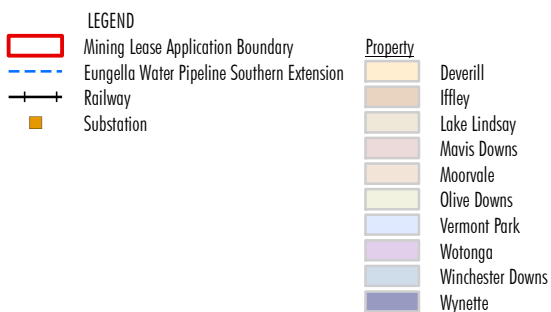 LEGEND
Mining Lease Application Boundary
Eungella Water Pipeline Southern Extension
Railway
Substation
Property
Deverill
Iffley
Lake Lindsay
Mavis Downs
Moorvale
Olive Downs
Vermont Park
Wotonga
Winchester Downs
Wynette